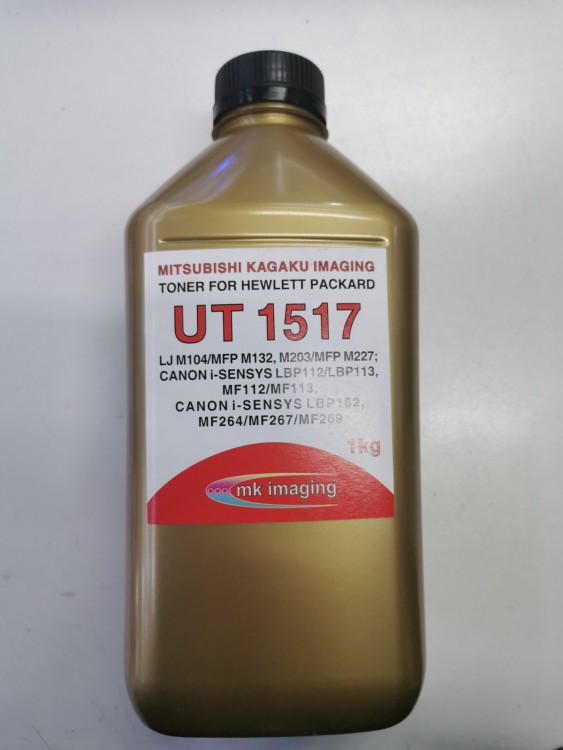 MITSUBISHI KAGAKU IMAGING
TONER FOR HEWLETT PACKARD
UT 1517
LJ M104/MFP M132, M203/MFP M227;
CANON i-SENSYS LBP112/LBP113,
MF112/MF113,
CANON i-SENSYS LBP162,
MF264/MF267/MF269
1kg
mk imaging